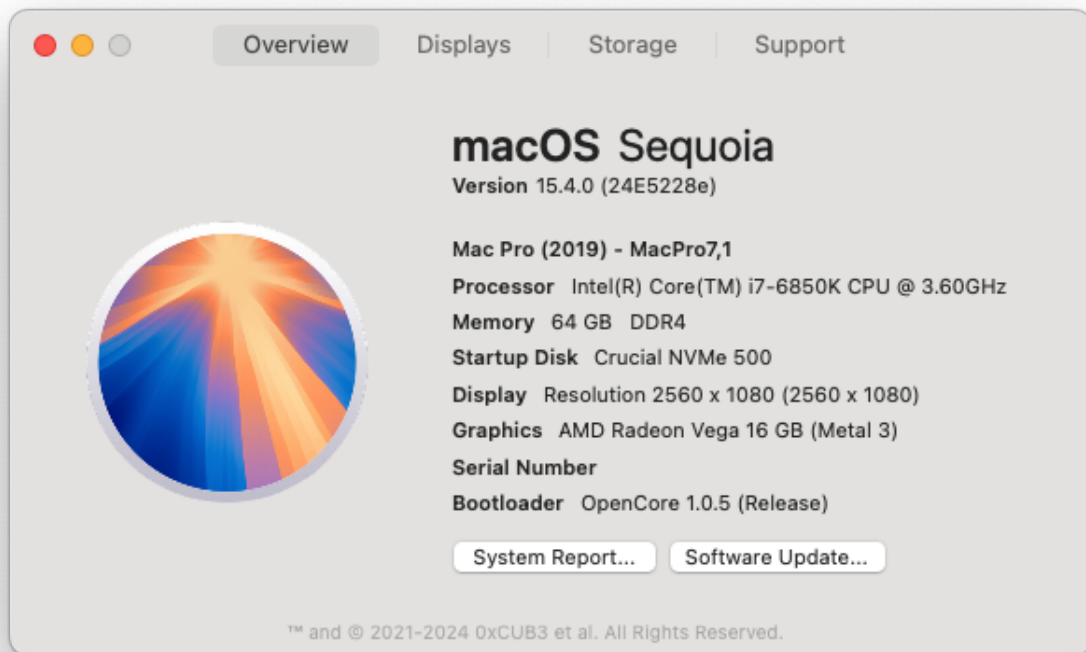 Overview Displays Storage Support
macOS Sequoia
Version 15.4.0 (24E5228e)
Mac Pro (2019) - MacPro7,1
Processor Intel(R) Core(TM) i7-6850K CPU @ 3.60GHz
Memory 64 GB DDR4
Startup Disk Crucial NVMe 500
Display Resolution 2560 x 1080 (2560 x 1080)
Graphics AMD Radeon Vega 16 GB (Metal 3)
Serial Number
Bootloader OpenCore 1.0.5 (Release)
System Report... Software Update...
™ and © 2021-2024 0xCUB3 et al. All Rights Reserved.